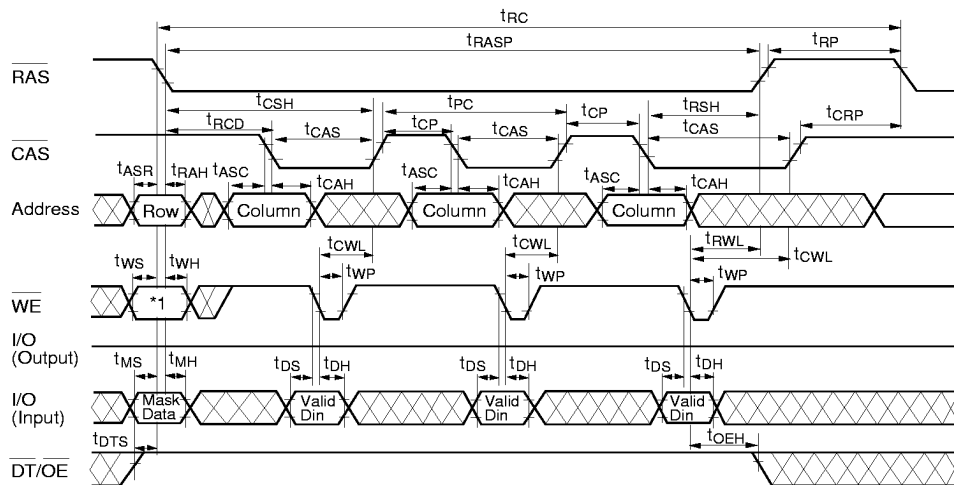 tRC
tRASP tRP
RAS
tCSH tPC tRSH
tRCD tCP tCP tCRP
tCAS tCAS tCAS
CAS
tASR tRAH tASC tCAH tASC tCAH tASC tCAH
Address Row Column Column Column
tCWL tCWL tRWL
tCWL
tWS tWH tWP tWP tWP
WE *1
I/O
(Output)
tMS tMH tDS tDH tDS tDH tDS tDH
I/O
(Input)
Mask
Data
Valid
Din
Valid
Din
Valid
Din
tDTS tOEH
DT/OE